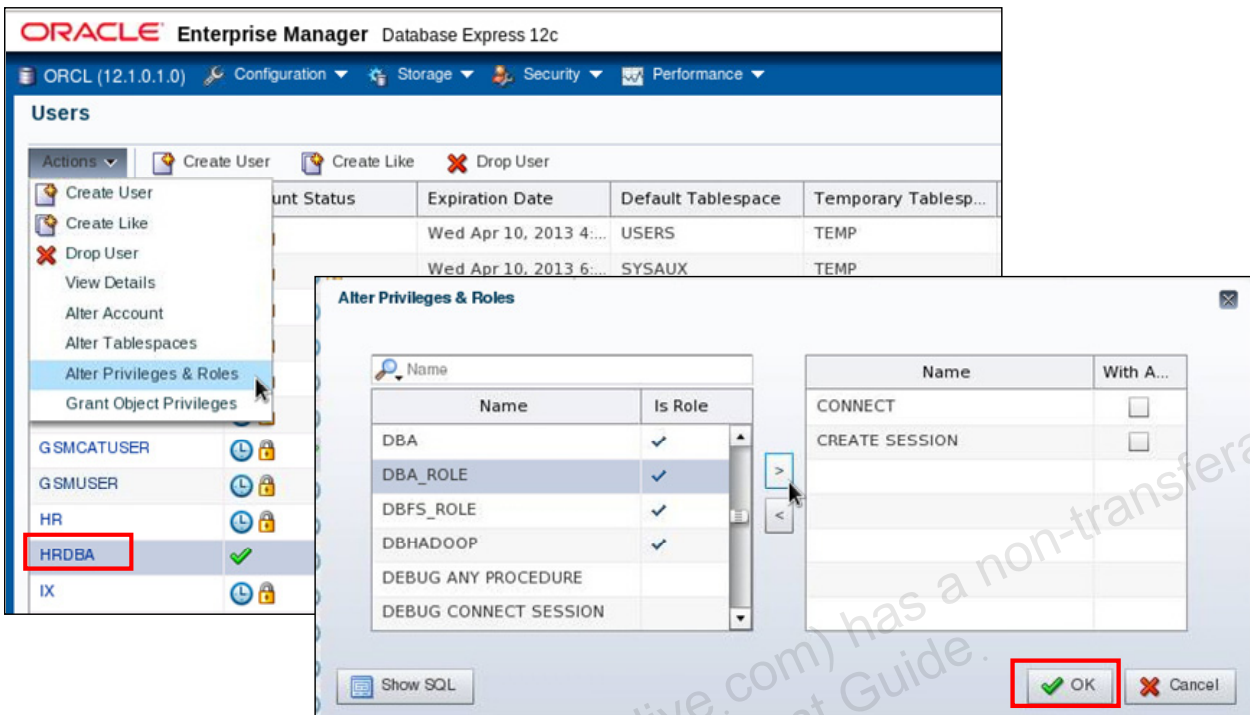 ORACLE Enterprise Manager Database Express 12c
ORCL (12.1.0.1.0) Configuration Storage Security Performance
Users
Actions Create User Create Like Drop User
Create User
Create Like
Drop User
View Details
Alter Account
Alter Tablespaces
Alter Privileges & Roles
Grant Object Privileges
unt Status Expiration Date Default Tablespace Temporary Tablesp...
Wed Apr 10, 2013 4:... USERS TEMP
Wed Apr 10, 2013 6:... SYSAUX TEMP
GSMCATUSER
GSMUSER
HR
HRDBA
IX
Alter Privileges & Roles
Name
Name Is Role
DBA
DBA_ROLE
DBFS_ROLE
DBHADOOP
DEBUG ANY PROCEDURE
DEBUG CONNECT SESSION
>
<
Name With A...
CONNECT
CREATE SESSION
Show SQL OK Cancel
has a non-transfera
ive.com)
t Guide.